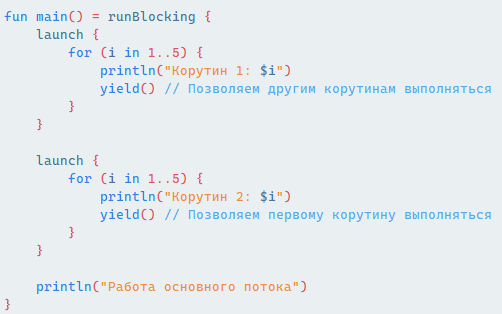 fun main() = runBlocking {
    launch {
        for (i in 1..5) {
            println("Корутин 1: $i")
            yield() // Позволяем другим корутинам выполняться
        }
    }

    launch {
        for (i in 1..5) {
            println("Корутин 2: $i")
            yield() // Позволяем первому корутину выполняться
        }
    }

    println("Работа основного потока")
}